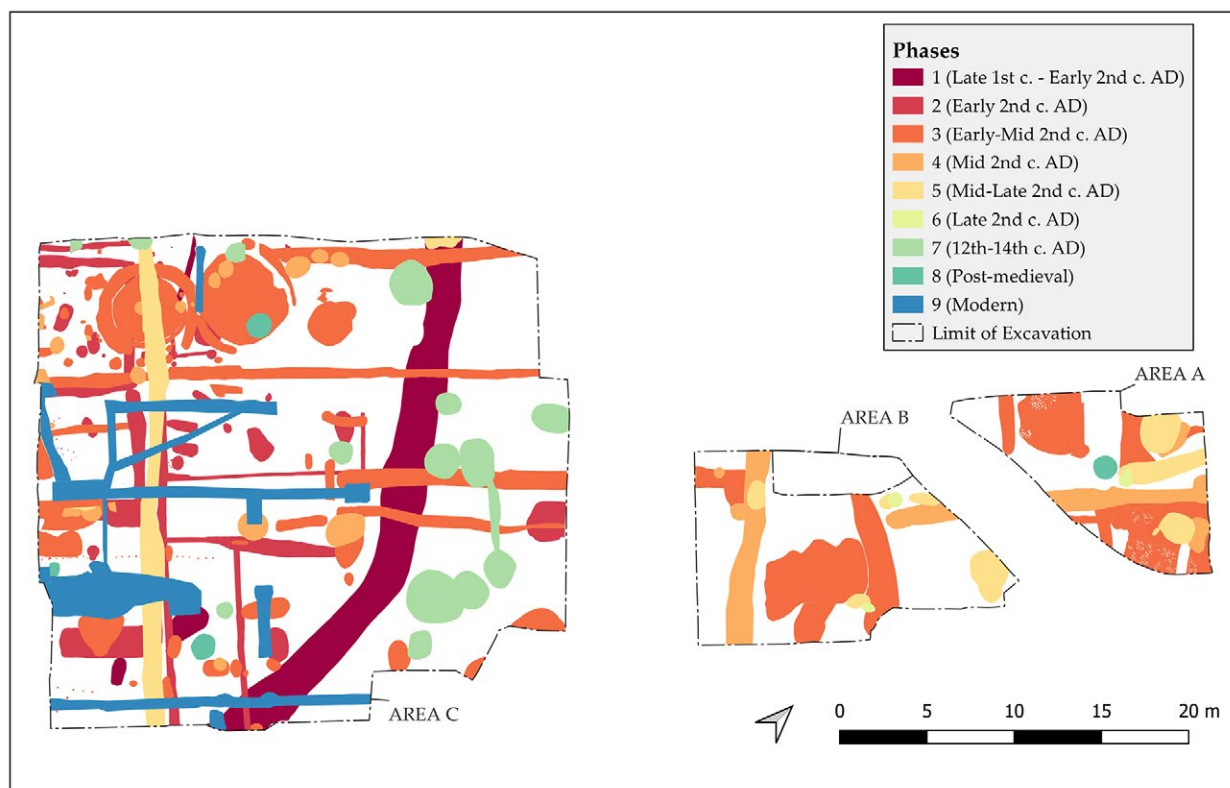 Phases
1 (Late 1st c. - Early 2nd c. AD)
2 (Early 2nd c. AD)
3 (Early-Mid 2nd c. AD)
4 (Mid 2nd c. AD)
5 (Mid-Late 2nd c. AD)
6 (Late 2nd c. AD)
7 (12th-14th c. AD)
8 (Post-medieval)
9 (Modern)
Limit of Excavation
AREA A
AREA B
AREA C
0 5 10 15 20 m